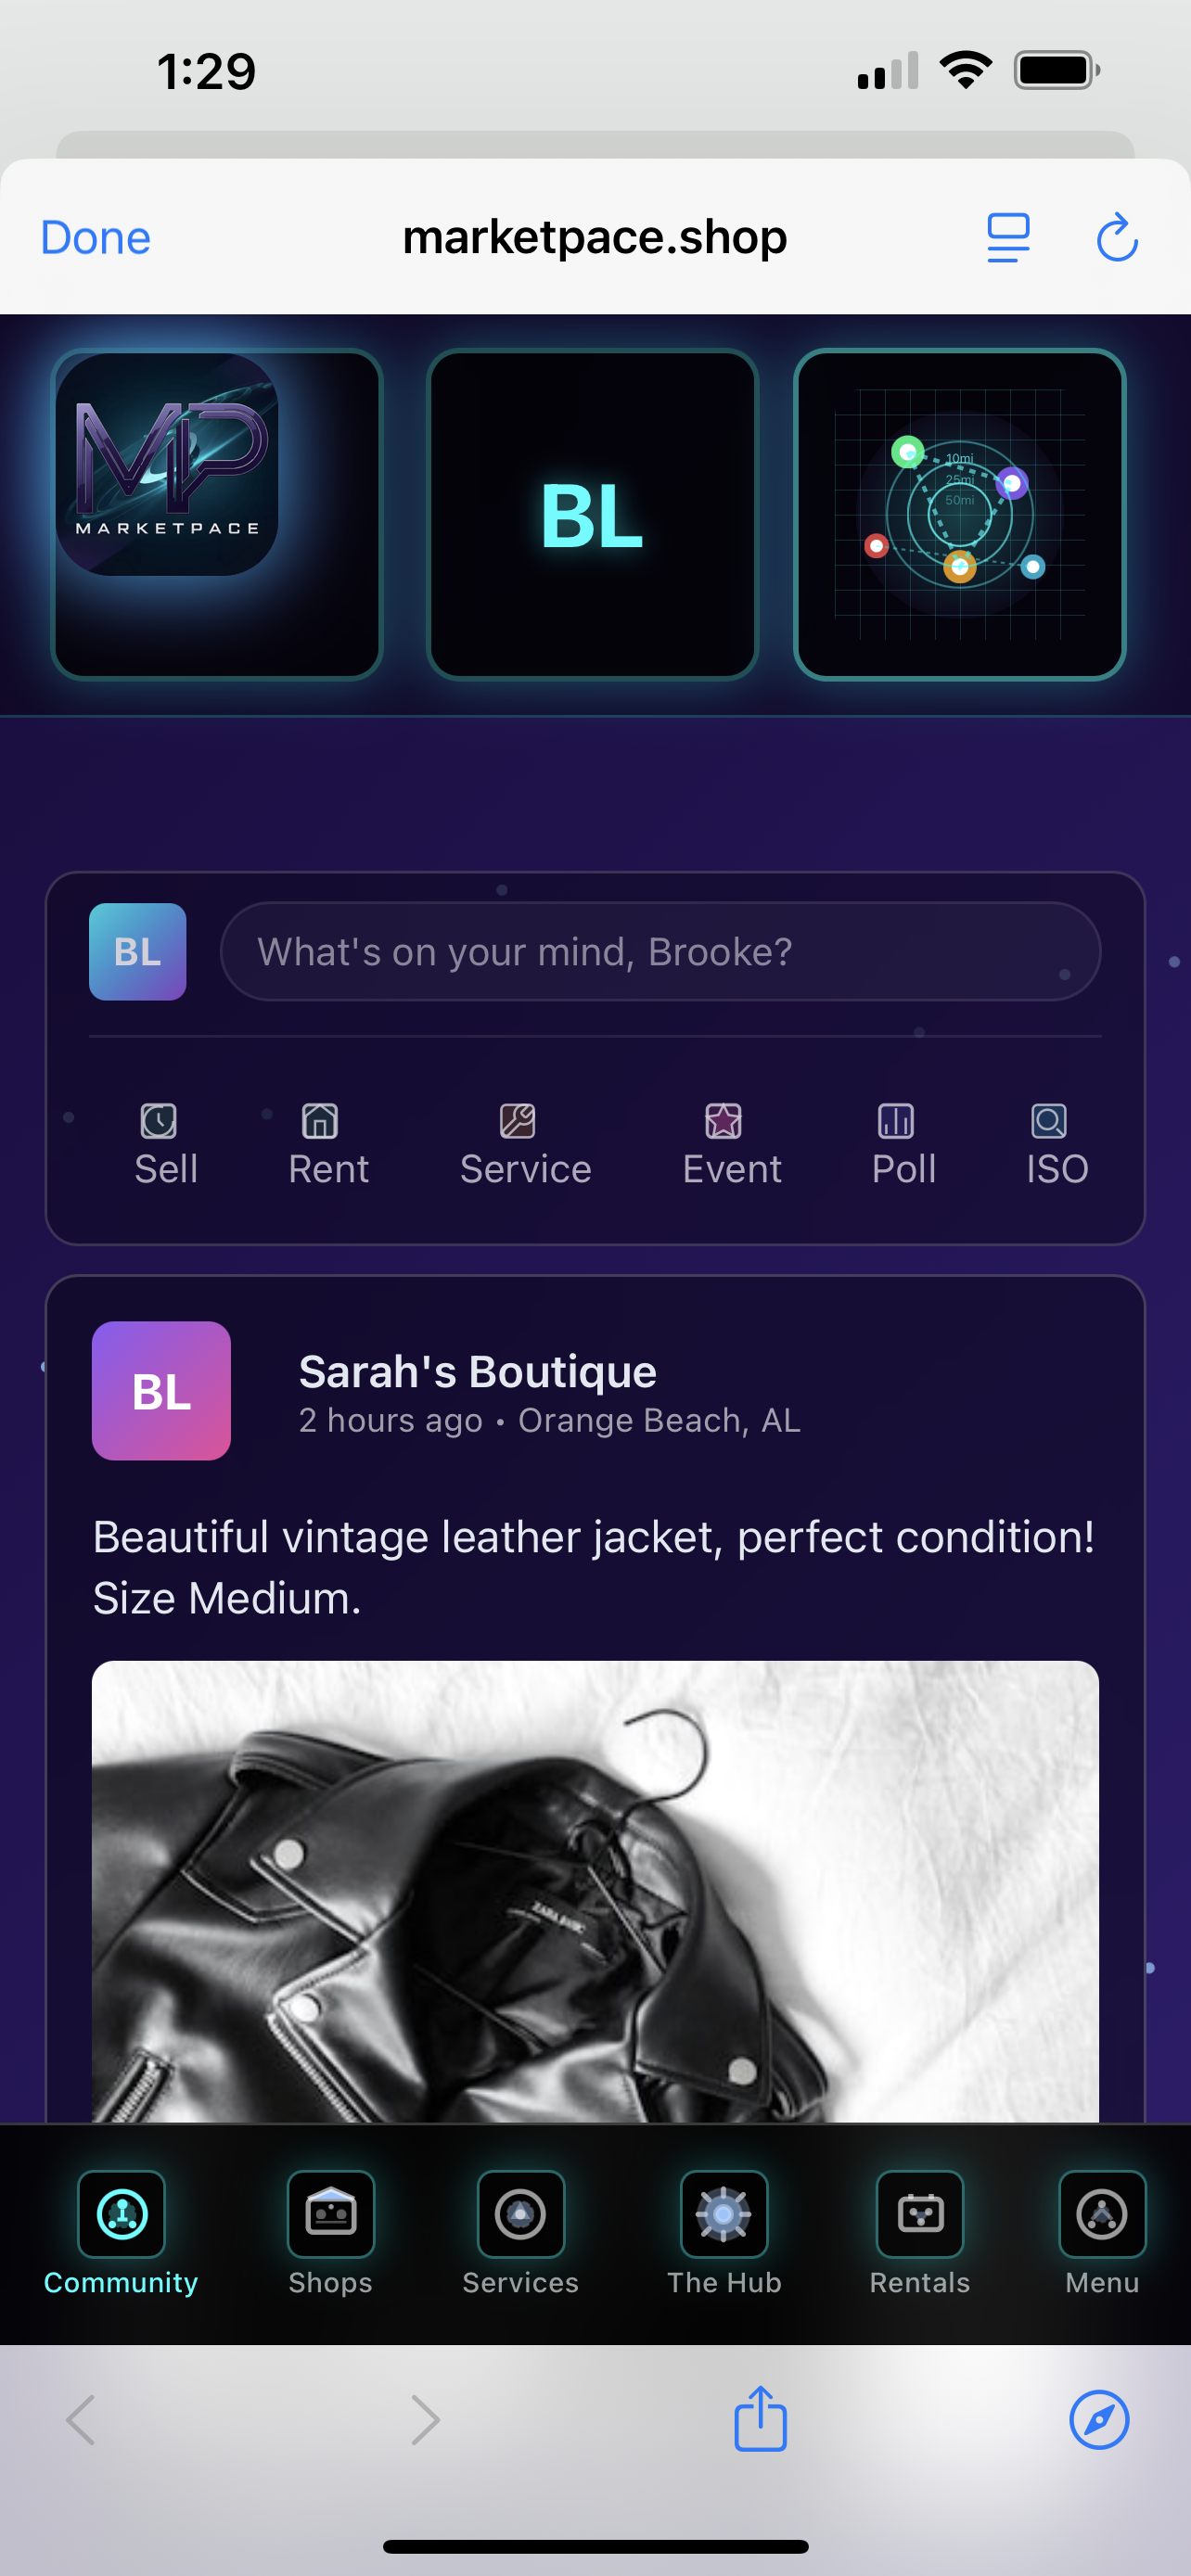 1:29
Done
marketpace.shop
MP
MARKETPACE
BL
10mi
25mi
50mi
BL
What's on your mind, Brooke?
Sell
Rent
Service
Event
Poll
ISO
BL
Sarah's Boutique
2 hours ago • Orange Beach, AL
Beautiful vintage leather jacket, perfect condition!
Size Medium.
ZARA BASIC
Community
Shops
Services
The Hub
Rentals
Menu